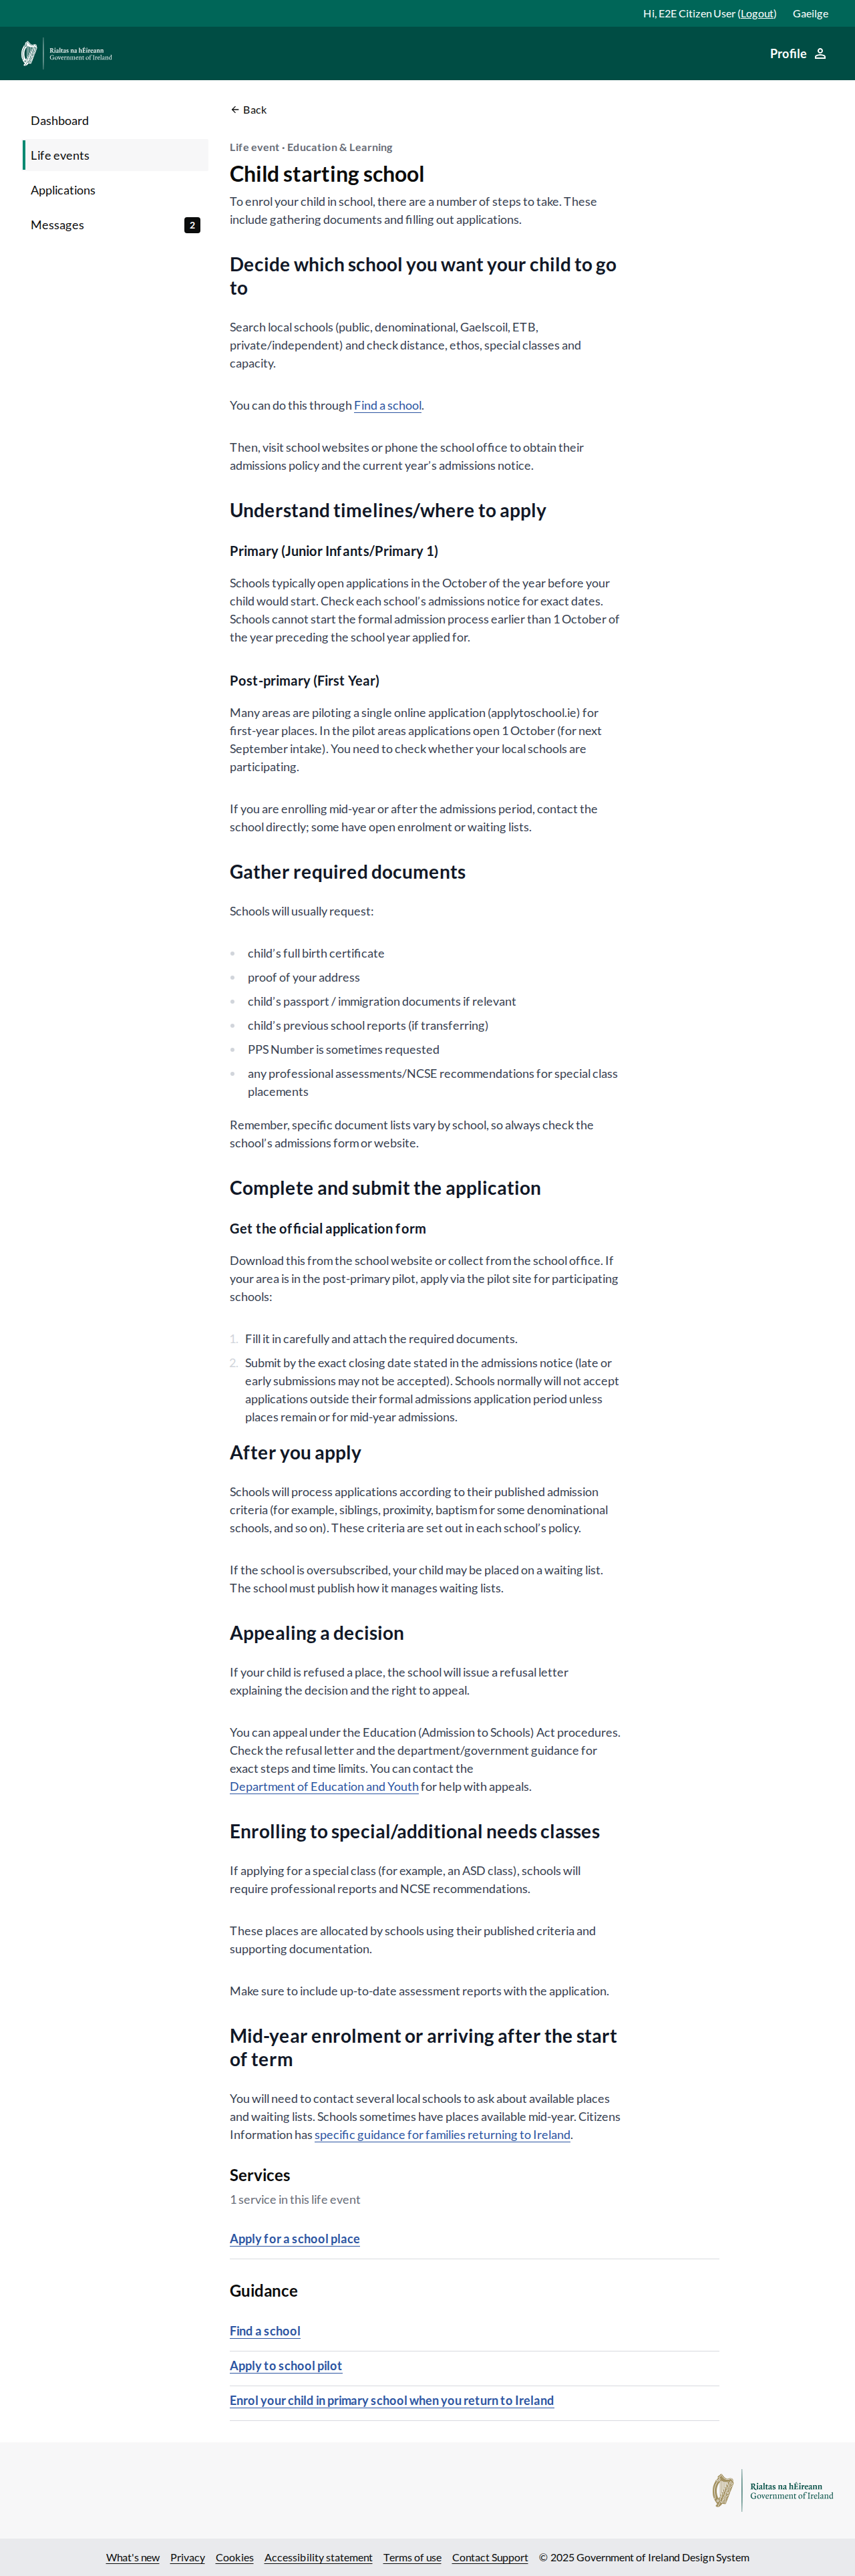 Hi, E2E Citizen User (Logout)
Gaeilge
Rialtas na hÉireann
Government of Ireland
Profile
Dashboard
Life events
Applications
Messages
2
Back
Life event · Education & Learning
Child starting school
To enrol your child in school, there are a number of steps to take. These
include gathering documents and filling out applications.
Decide which school you want your child to go
to
Search local schools (public, denominational, Gaelscoil, ETB,
private/independent) and check distance, ethos, special classes and
capacity.
You can do this through Find a school.
Then, visit school websites or phone the school office to obtain their
admissions policy and the current year's admissions notice.
Understand timelines/where to apply
Primary (Junior Infants/Primary 1)
Schools typically open applications in the October of the year before your
child would start. Check each school's admissions notice for exact dates.
Schools cannot start the formal admission process earlier than 1 October of
the year preceding the school year applied for.
Post-primary (First Year)
Many areas are piloting a single online application (applytoschool.ie) for
first-year places. In the pilot areas applications open 1 October (for next
September intake). You need to check whether your local schools are
participating.
If you are enrolling mid-year or after the admissions period, contact the
school directly; some have open enrolment or waiting lists.
Gather required documents
Schools will usually request:
• child's full birth certificate
• proof of your address
• child's passport / immigration documents if relevant
• child's previous school reports (if transferring)
• PPS Number is sometimes requested
• any professional assessments/NCSE recommendations for special class
placements
Remember, specific document lists vary by school, so always check the
school's admissions form or website.
Complete and submit the application
Get the official application form
Download this from the school website or collect from the school office. If
your area is in the post-primary pilot, apply via the pilot site for participating
schools:
1. Fill it in carefully and attach the required documents.
2. Submit by the exact closing date stated in the admissions notice (late or
early submissions may not be accepted). Schools normally will not accept
applications outside their formal admissions application period unless
places remain or for mid-year admissions.
After you apply
Schools will process applications according to their published admission
criteria (for example, siblings, proximity, baptism for some denominational
schools, and so on). These criteria are set out in each school's policy.
If the school is oversubscribed, your child may be placed on a waiting list.
The school must publish how it manages waiting lists.
Appealing a decision
If your child is refused a place, the school will issue a refusal letter
explaining the decision and the right to appeal.
You can appeal under the Education (Admission to Schools) Act procedures.
Check the refusal letter and the department/government guidance for
exact steps and time limits. You can contact the
Department of Education and Youth for help with appeals.
Enrolling to special/additional needs classes
If applying for a special class (for example, an ASD class), schools will
require professional reports and NCSE recommendations.
These places are allocated by schools using their published criteria and
supporting documentation.
Make sure to include up-to-date assessment reports with the application.
Mid-year enrolment or arriving after the start
of term
You will need to contact several local schools to ask about available places
and waiting lists. Schools sometimes have places available mid-year. Citizens
Information has specific guidance for families returning to Ireland.
Services
1 service in this life event
Apply for a school place
Guidance
Find a school
Apply to school pilot
Enrol your child in primary school when you return to Ireland
Rialtas na hÉireann
Government of Ireland
What's new
Privacy
Cookies
Accessibility statement
Terms of use
Contact Support
© 2025 Government of Ireland Design System